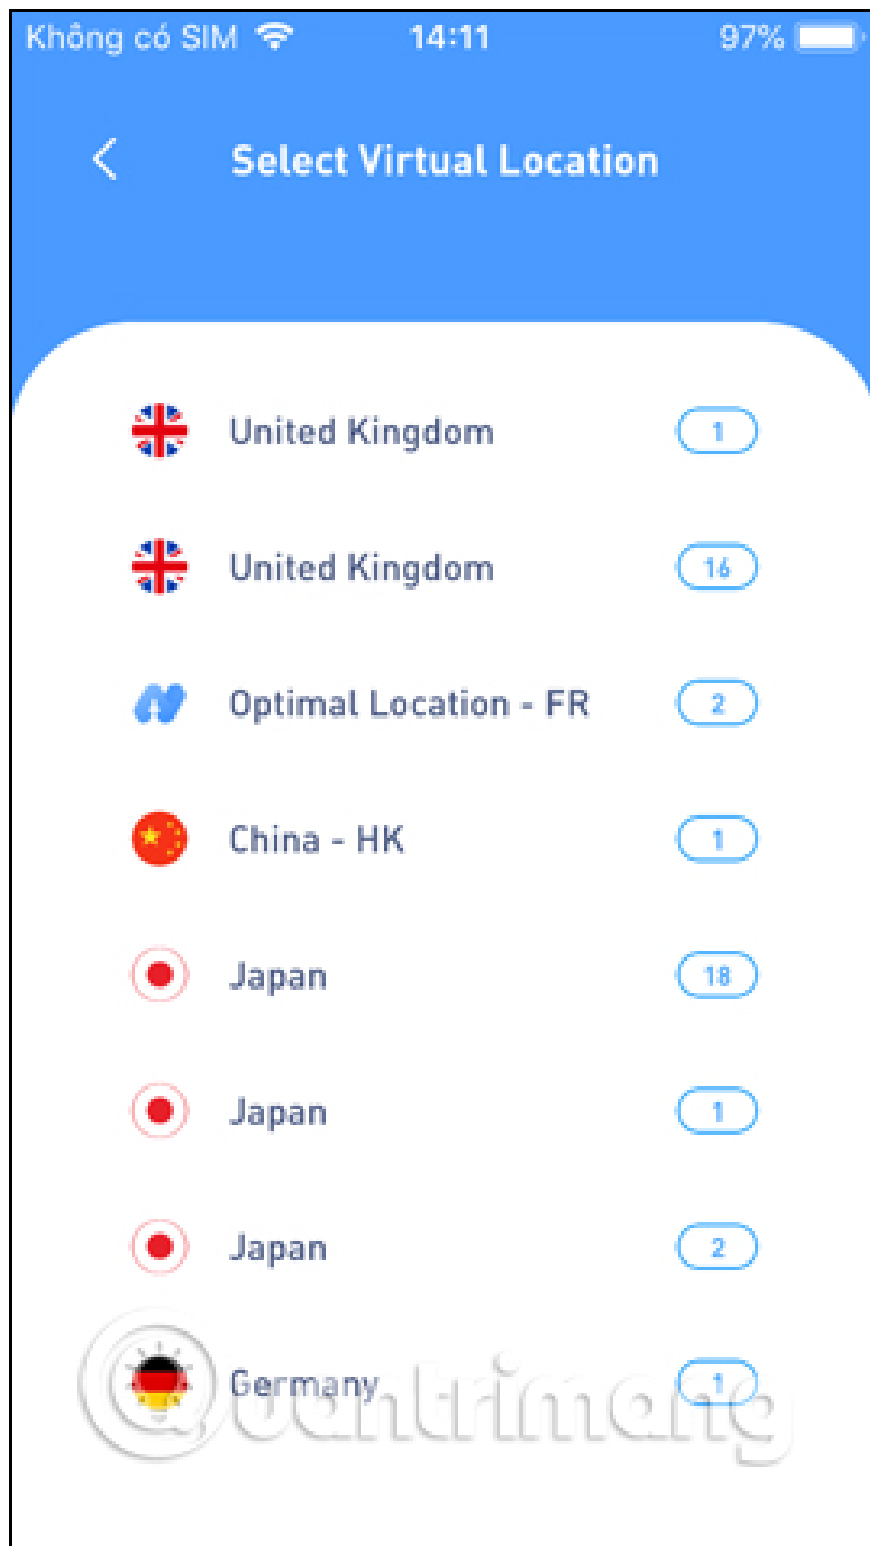 Không có SIM 14:11 97%
Select Virtual Location
United Kingdom 1
United Kingdom 16
Optimal Location - FR 2
China - HK 1
Japan 18
Japan 1
Japan 2
Germany 1
Quantrimang